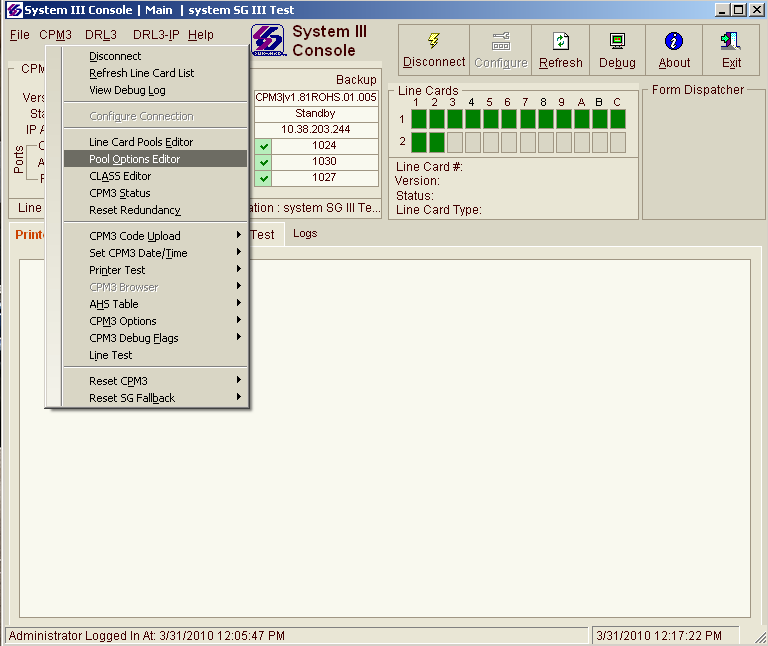 System III Console | Main | system SG III Test
File CPM3 DRL3 DRL3-IP Help
System III
Console
Disconnect Configure Refresh Debug About Exit
Disconnect
Refresh Line Card List
View Debug Log
Configure Connection
Line Card Pools Editor
Pool Options Editor
CLASS Editor
CPM3 Status
Reset Redundancy
CPM3 Code Upload
Set CPM3 Date/Time
Printer Test
CPM3 Browser
AHS Table
CPM3 Options
CPM3 Debug Flags
Line Test
Reset CPM3
Reset SG Fallback
CPM
Vers
Sta
IP A
Ports
Backup
CPM3|v1.81ROHS.01.005
Standby
10.38.203.244
1024
1030
1027
Line
ation : system SG III Te...
Line Cards
1 2 3 4 5 6 7 8 9 A B C
1
2
Line Card #:
Version:
Status:
Line Card Type:
Form Dispatcher
Printe
Test
Logs
Administrator Logged In At: 3/31/2010 12:05:47 PM
3/31/2010 12:17:22 PM